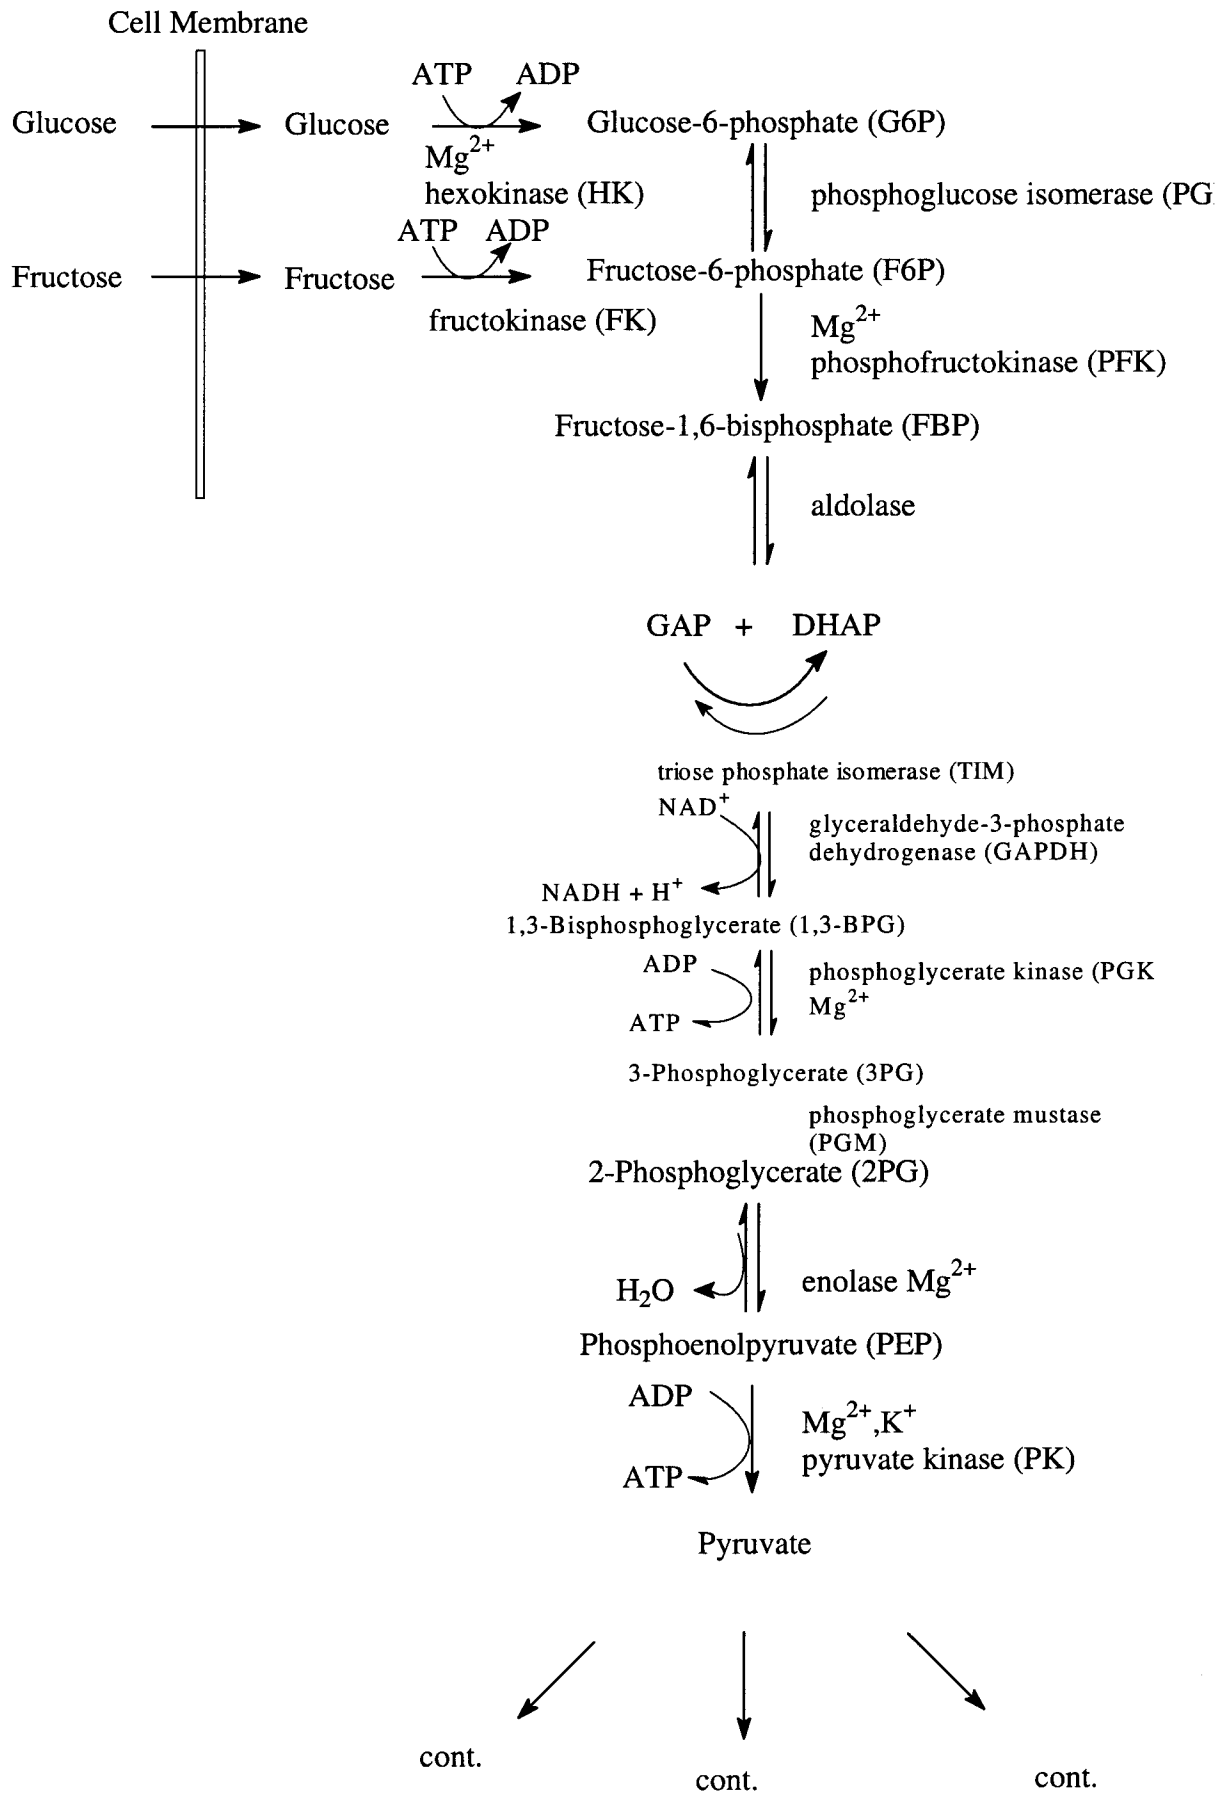 Cell Membrane
ATP ADP
Glucose Glucose Glucose-6-phosphate (G6P)
Mg2+
hexokinase (HK) phosphoglucose isomerase (PG
ATP ADP
Fructose Fructose Fructose-6-phosphate (F6P)
fructokinase (FK) Mg2+
phosphofructokinase (PFK)
Fructose-1,6-bisphosphate (FBP)
aldolase
GAP + DHAP
triose phosphate isomerase (TIM)
NAD+
glyceraldehyde-3-phosphate
dehydrogenase (GAPDH)
NADH + H+
1,3-Bisphosphoglycerate (1,3-BPG)
ADP phosphoglycerate kinase (PGK
Mg2+
ATP
3-Phosphoglycerate (3PG)
phosphoglycerate mustase
(PGM)
2-Phosphoglycerate (2PG)
H2O enolase Mg2+
Phosphoenolpyruvate (PEP)
ADP Mg2+,K+
pyruvate kinase (PK)
ATP
Pyruvate
cont. cont. cont.